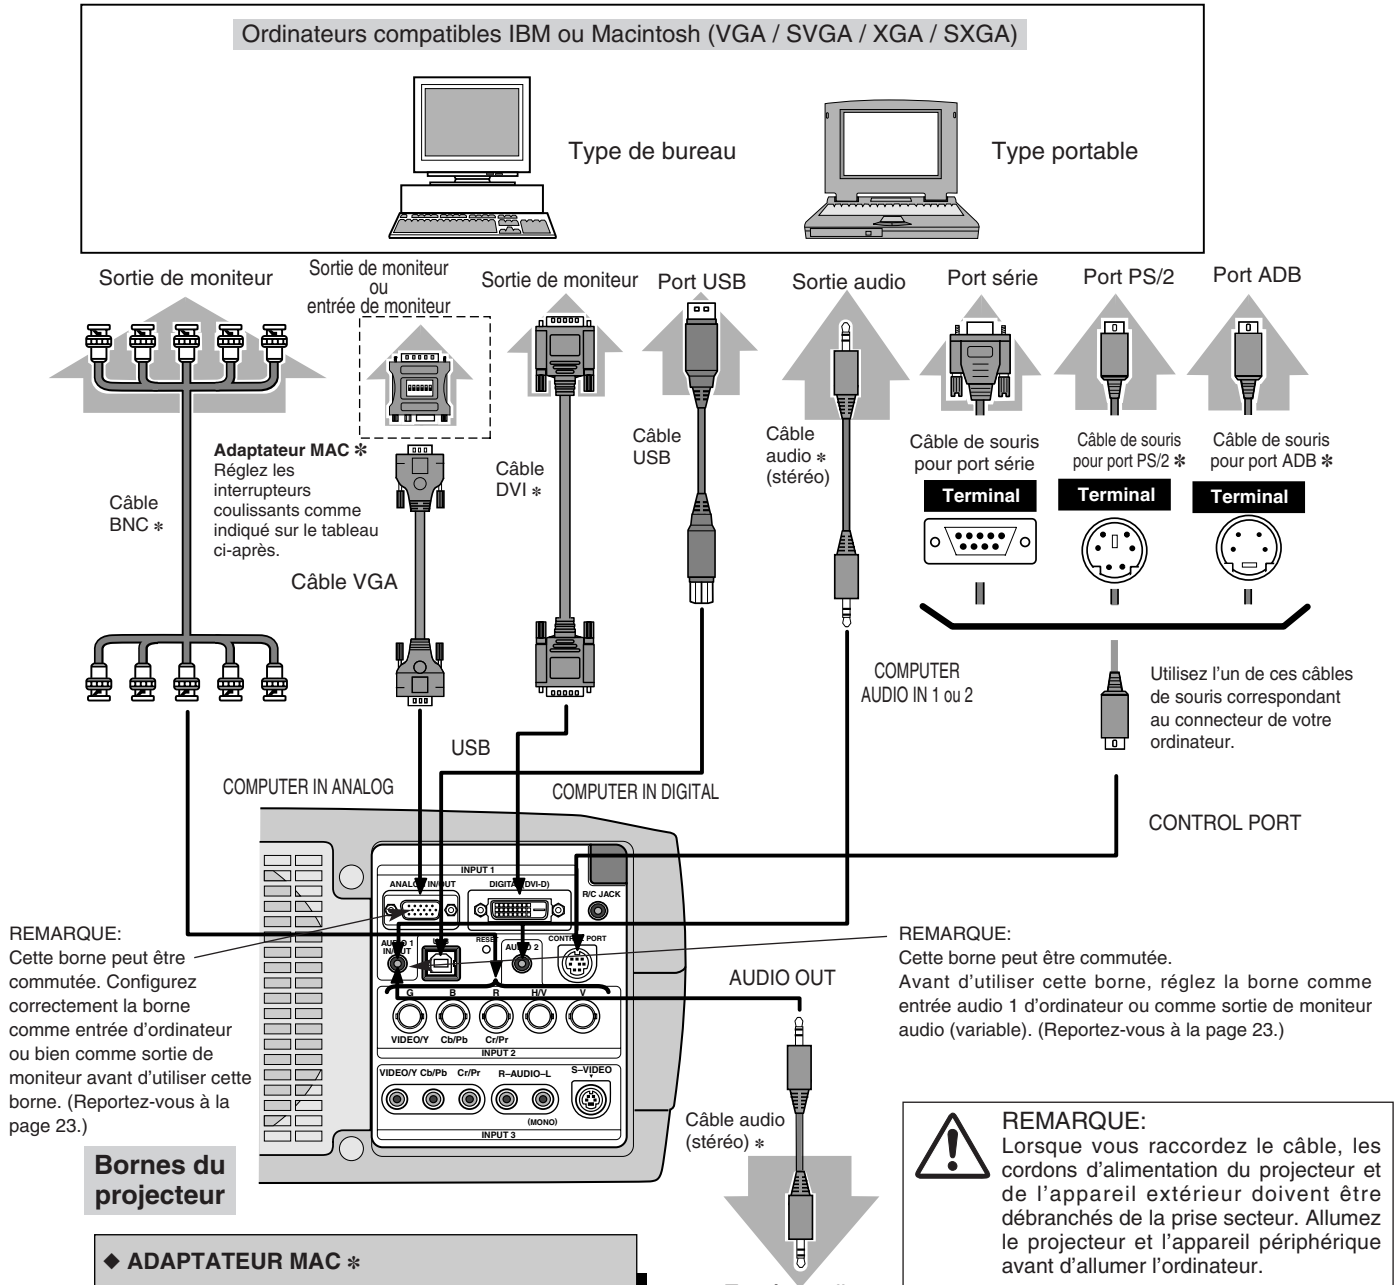 Ordinateurs compatibles IBM ou Macintosh (VGA / SVGA / XGA / SXGA)
Type de bureau
Type portable
Sortie de moniteur
Sortie de moniteur
ou
entrée de moniteur
Sortie de moniteur
Port USB
Sortie audio
Port série
Port PS/2
Port ADB
Câble
BNC ✻
Adaptateur MAC ✻
Réglez les
interrupteurs
coulissants comme
indiqué sur le tableau
ci-après.
Câble VGA
Câble
DVI ✻
Câble
USB
Câble
audio ✻
(stéréo)
Câble de souris
pour port série
Câble de souris
pour port PS/2 ✻
Câble de souris
pour port ADB ✻
Terminal
Terminal
Terminal
COMPUTER
AUDIO IN 1 ou 2
Utilisez l'un de ces câbles
de souris correspondant
au connecteur de votre
ordinateur.
USB
COMPUTER IN ANALOG
COMPUTER IN DIGITAL
CONTROL PORT
INPUT 1
ANALOG IN/OUT
DIGITAL (DVI-D)
R/C JACK
AUDIO 1
IN/OUT
USB
RESET
AUDIO 2
CONTROL PORT
G B R H/V V
VIDEO/Y Cb/Pb Cr/Pr
INPUT 2
VIDEO/Y Cb/Pb Cr/Pr R–AUDIO–L S–VIDEO
(MONO)
INPUT 3
REMARQUE:
Cette borne peut être
commutée. Configurez
correctement la borne
comme entrée d'ordinateur
ou bien comme sortie de
moniteur avant d'utiliser cette
borne. (Reportez-vous à la
page 23.)
REMARQUE:
Cette borne peut être commutée.
Avant d'utiliser cette borne, réglez la borne comme
entrée audio 1 d'ordinateur ou comme sortie de moniteur
audio (variable). (Reportez-vous à la page 23.)
AUDIO OUT
Câble audio
(stéréo) ✻
Bornes du
projecteur
REMARQUE:
Lorsque vous raccordez le câble, les
cordons d'alimentation du projecteur et
de l'appareil extérieur doivent être
débranchés de la prise secteur. Allumez
le projecteur et l'appareil périphérique
avant d'allumer l'ordinateur.
◆ ADAPTATEUR MAC ✻